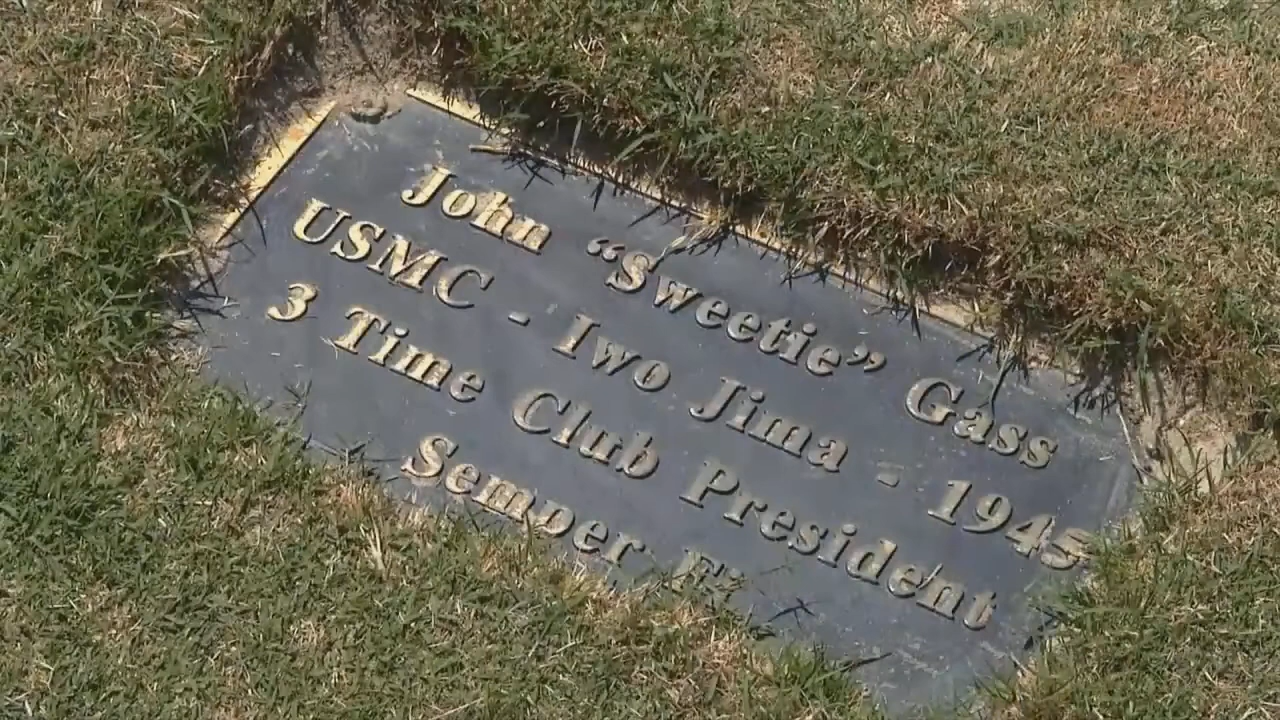 John “Sweetie” Gass
USMC - Iwo Jima - 1945
3 Time Club President
Semper